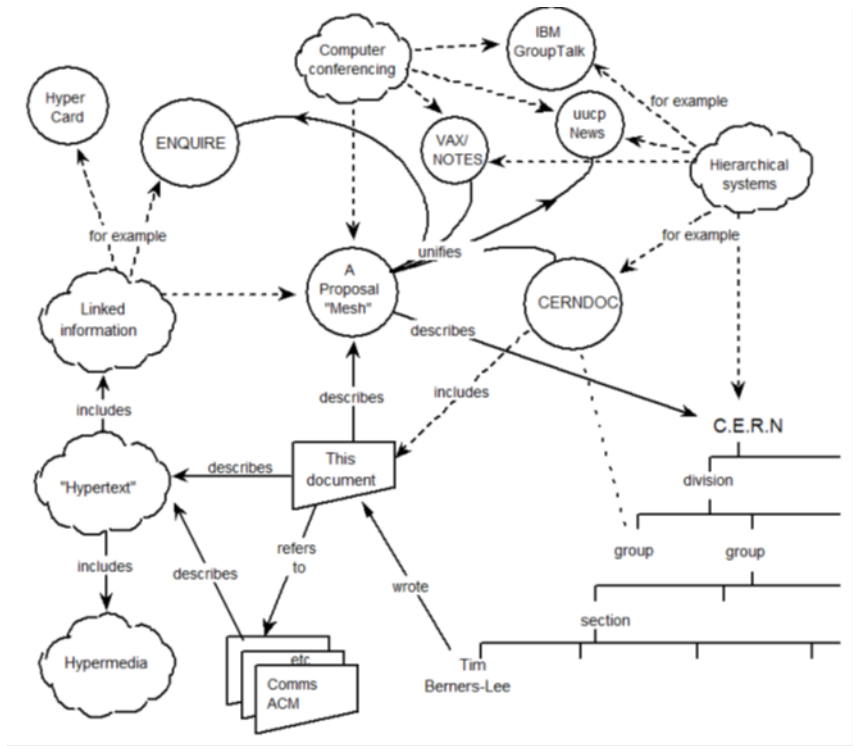 IBM
GroupTalk
Computer
conferencing
Hyper
Card
for example
uucp
News
ENQUIRE
VAX/
NOTES
Hierarchical
systems
for example
unifies
for example
A
Proposal
"Mesh"
CERNDOC
Linked
information
describes
includes
describes
includes
C.E.R.N
This
document
describes
"Hypertext"
division
refers
to
group
group
includes
describes
wrote
section
Hypermedia
etc
Tim
Berners-Lee
Comms
ACM